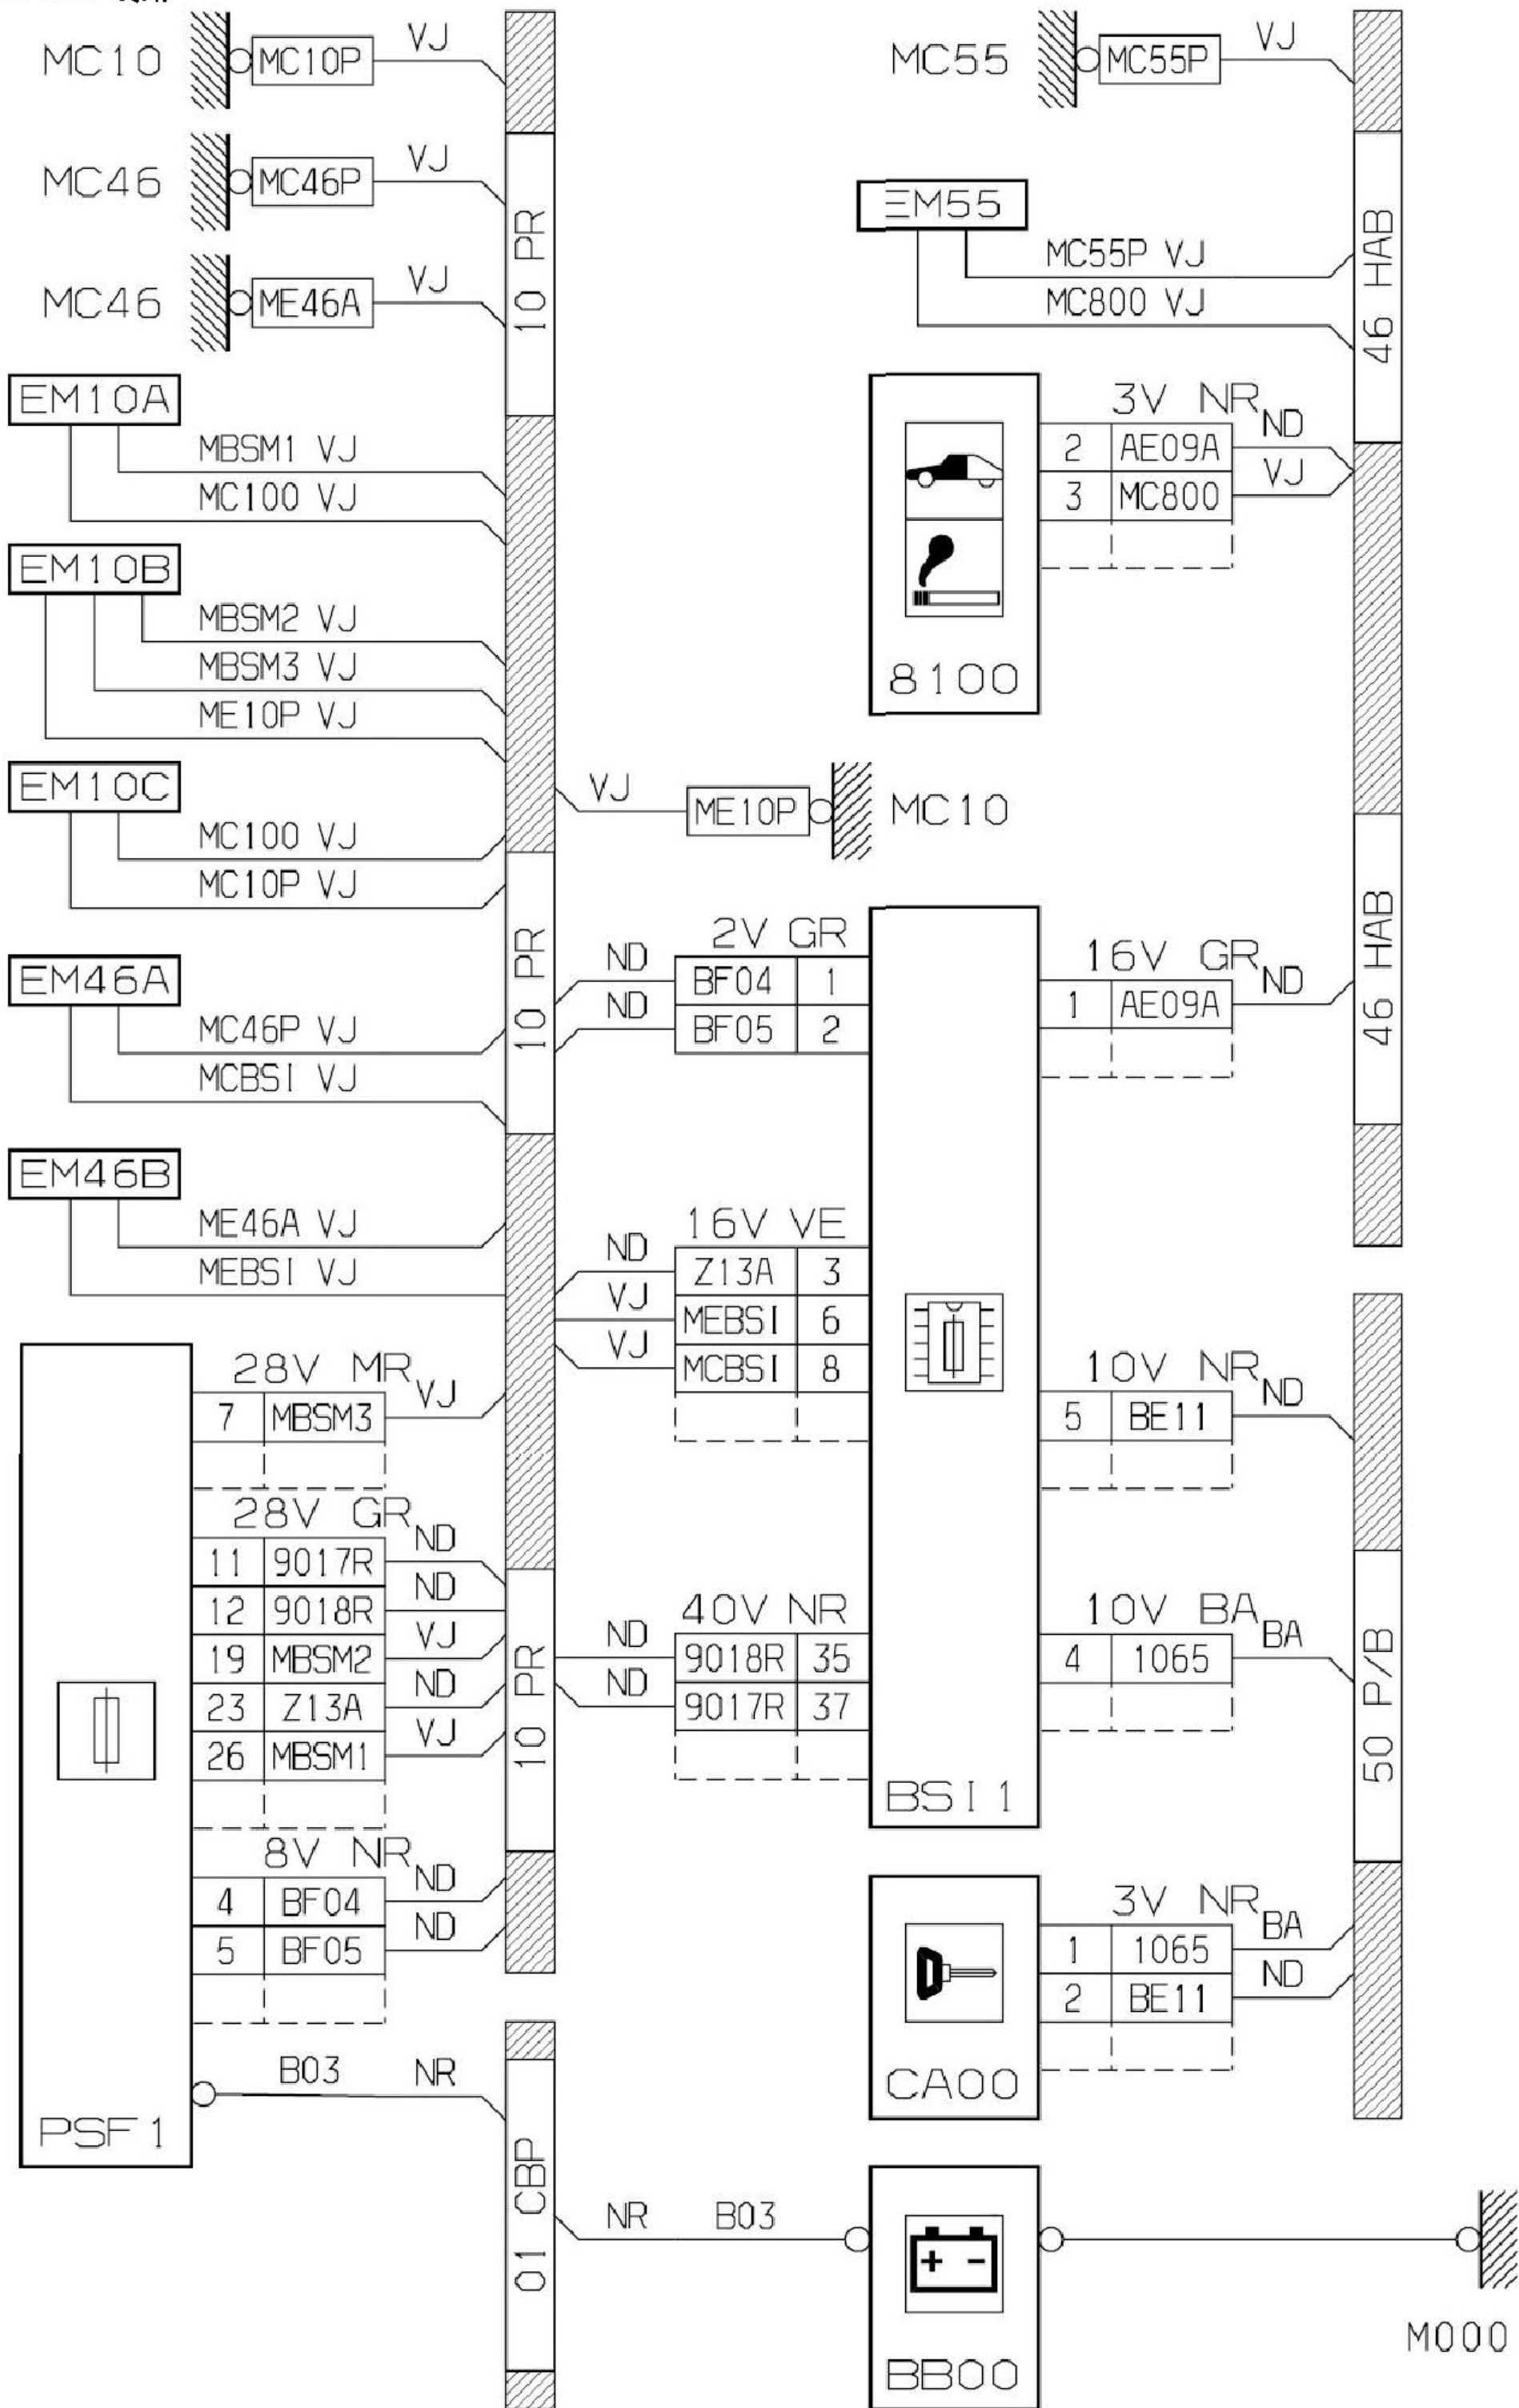 MC10 MC10P VJ
MC46 MC46P VJ
MC46 ME46A VJ
10 PR
EM10A
MBSM1 VJ
MC100 VJ
EM10B
MBSM2 VJ
MBSM3 VJ
ME10P VJ
EM10C
MC100 VJ
MC10P VJ
VJ ME10P MC10
EM46A
MC46P VJ
MCBSI VJ
10 PR
EM46B
ME46A VJ
MEBSI VJ
PSF1
28V MR
7 MBSM3 VJ
28V GR
11 9017R ND
12 9018R ND
19 MBSM2 VJ
23 Z13A ND
26 MBSM1 VJ
10 PR
8V NR
4 BF04 ND
5 BF05 ND
B03 NR
01 CBP
NR B03
MC55 MC55P VJ
EM55
MC55P VJ
MC800 VJ
46 HAB
8100
3V NR
2 AE09A ND
3 MC800 VJ
2V GR
ND BF04 1
ND BF05 2
16V GR
1 AE09A ND
46 HAB
16V VE
ND Z13A 3
VJ MEBSI 6
VJ MCBSI 8
10V NR
5 BE11 ND
40V NR
ND 9018R 35
ND 9017R 37
10V BA
4 1065 BA
50 P/B
BSI1
CA00
3V NR
1 1065 BA
2 BE11 ND
+ -
BB00
M000